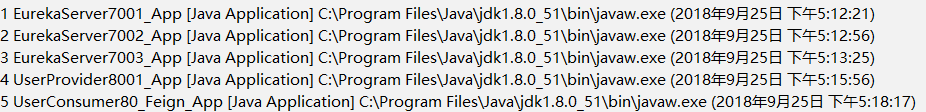 1 EurekaServer7001_App [Java Application] C:\Program Files\Java\jdk1.8.0_51\bin\javaw.exe (2018年9月25日 下午5:12:21)
2 EurekaServer7002_App [Java Application] C:\Program Files\Java\jdk1.8.0_51\bin\javaw.exe (2018年9月25日 下午5:12:56)
3 EurekaServer7003_App [Java Application] C:\Program Files\Java\jdk1.8.0_51\bin\javaw.exe (2018年9月25日 下午5:13:25)
4 UserProvider8001_App [Java Application] C:\Program Files\Java\jdk1.8.0_51\bin\javaw.exe (2018年9月25日 下午5:15:56)
5 UserConsumer80_Feign_App [Java Application] C:\Program Files\Java\jdk1.8.0_51\bin\javaw.exe (2018年9月25日 下午5:18:17)